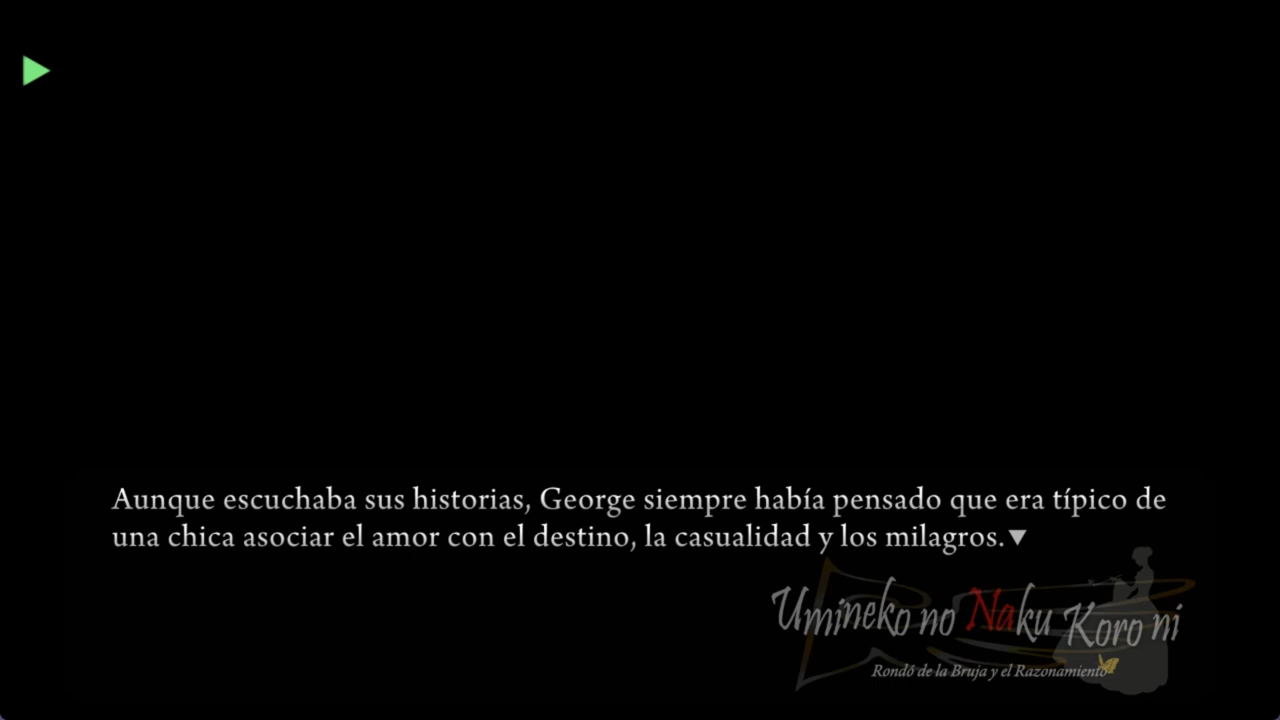 Aunque escuchaba sus historias, George siempre había pensado que era típico de
una chica asociar el amor con el destino, la casualidad y los milagros.
Umineko no Naku Koro ni
Rondó de la Bruja y el Razonamiento